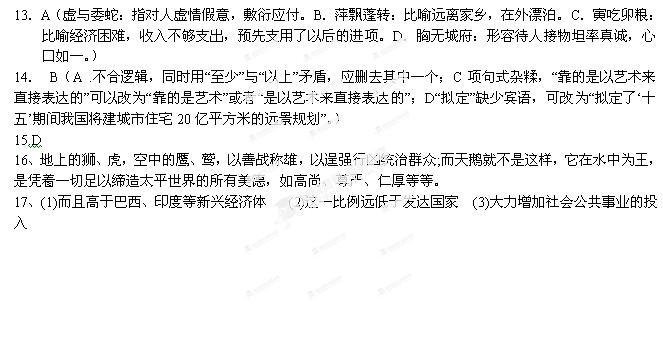 13. A（虚与委蛇：指对人虚情假意，敷衍应付。B．萍飘蓬转：比喻远离家乡，在外漂泊。C．寅吃卯粮：
比喻经济困难，收入不够支出，预先支用了以后的进项。D．胸无城府：形容待人接物坦率真诚，心
口如一。）
14. B（A 不合逻辑，同时用“至少”与“以上”矛盾，应删去其中一个；C 项句式杂糅，“靠的是以艺术来
直接表达的”可以改为“靠的是艺术”或者“是以艺术来直接表达的”；D“拟定”缺少宾语，可改为“拟定了‘十
五’期间我国将建城市住宅 20 亿平方米的远景规划”。）
15.D
16、地上的狮、虎，空中的鹰、鹫，以善战称雄，以逞强行凶统治群众;而天鹅就不是这样，它在水中为王，
是凭着一切足以缔造太平世界的所有美德，如高尚、尊严、仁厚等等。
17、(1)而且高于巴西、印度等新兴经济体 (2)这一比例远低于发达国家 (3)大力增加社会公共事业的投
入